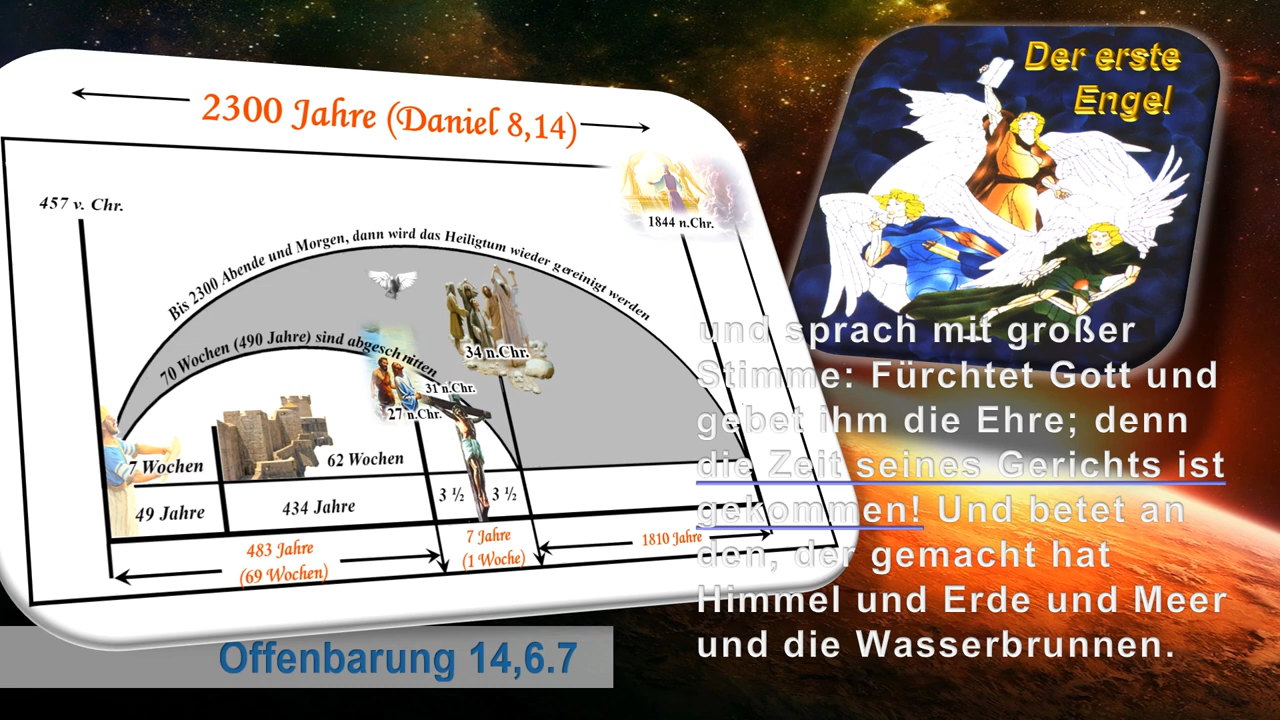 2300 Jahre (Daniel 8,14)
457 v. Chr.
1844 n.Chr.
Bis 2300 Abende und Morgen, dann wird das Heiligtum wieder gereinigt werden
70 Wochen (490 Jahre) sind abgeschnitten
34 n.Chr.
31 n.Chr.
27 n.Chr.
7 Wochen
62 Wochen
49 Jahre
434 Jahre
3 ½
3 ½
483 Jahre
(69 Wochen)
7 Jahre
(1 Woche)
1810 Jahre
Der erste
Engel
und sprach mit großer
Stimme: Fürchtet Gott und
gebet ihm die Ehre; denn
die Zeit seines Gerichts ist
gekommen! Und betet an
den, der gemacht hat
Himmel und Erde und Meer
und die Wasserbrunnen.
Offenbarung 14,6.7